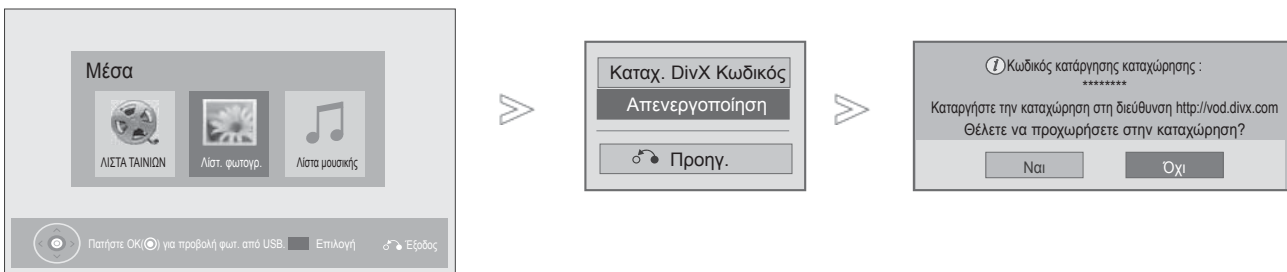 Μέσα
ΛΙΣΤΑ ΤΑΙΝΙΩΝ
Λίστ. φωτογρ.
Λίστα μουσικής
Πατήστε OK(◉) για προβολή φωτ. από USB. Επιλογή Έξοδος
Καταχ. DivX Κωδικός
Απενεργοποίηση
Προηγ.
Κωδικός κατάργησης καταχώρησης :
********
Καταργήστε την καταχώρηση στη διεύθυνση http://vod.divx.com
Θέλετε να προχωρήσετε στην καταχώρηση?
Ναι
Όχι